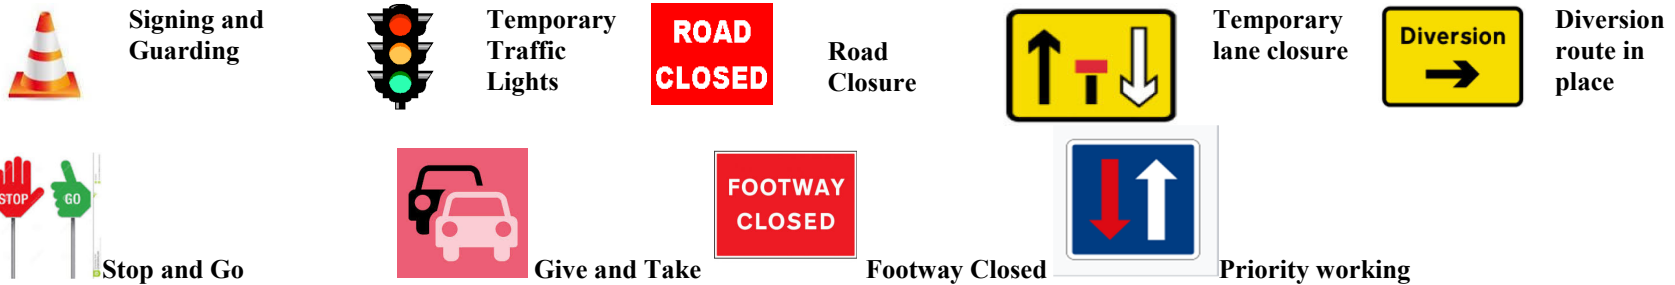 Signing and
Guarding
Temporary
Traffic
Lights
ROAD
CLOSED
Road
Closure
Temporary
lane closure
Diversion
Diversion
route in
place
STOP
GO
Stop and Go
Give and Take
FOOTWAY
CLOSED
Footway Closed
Priority working